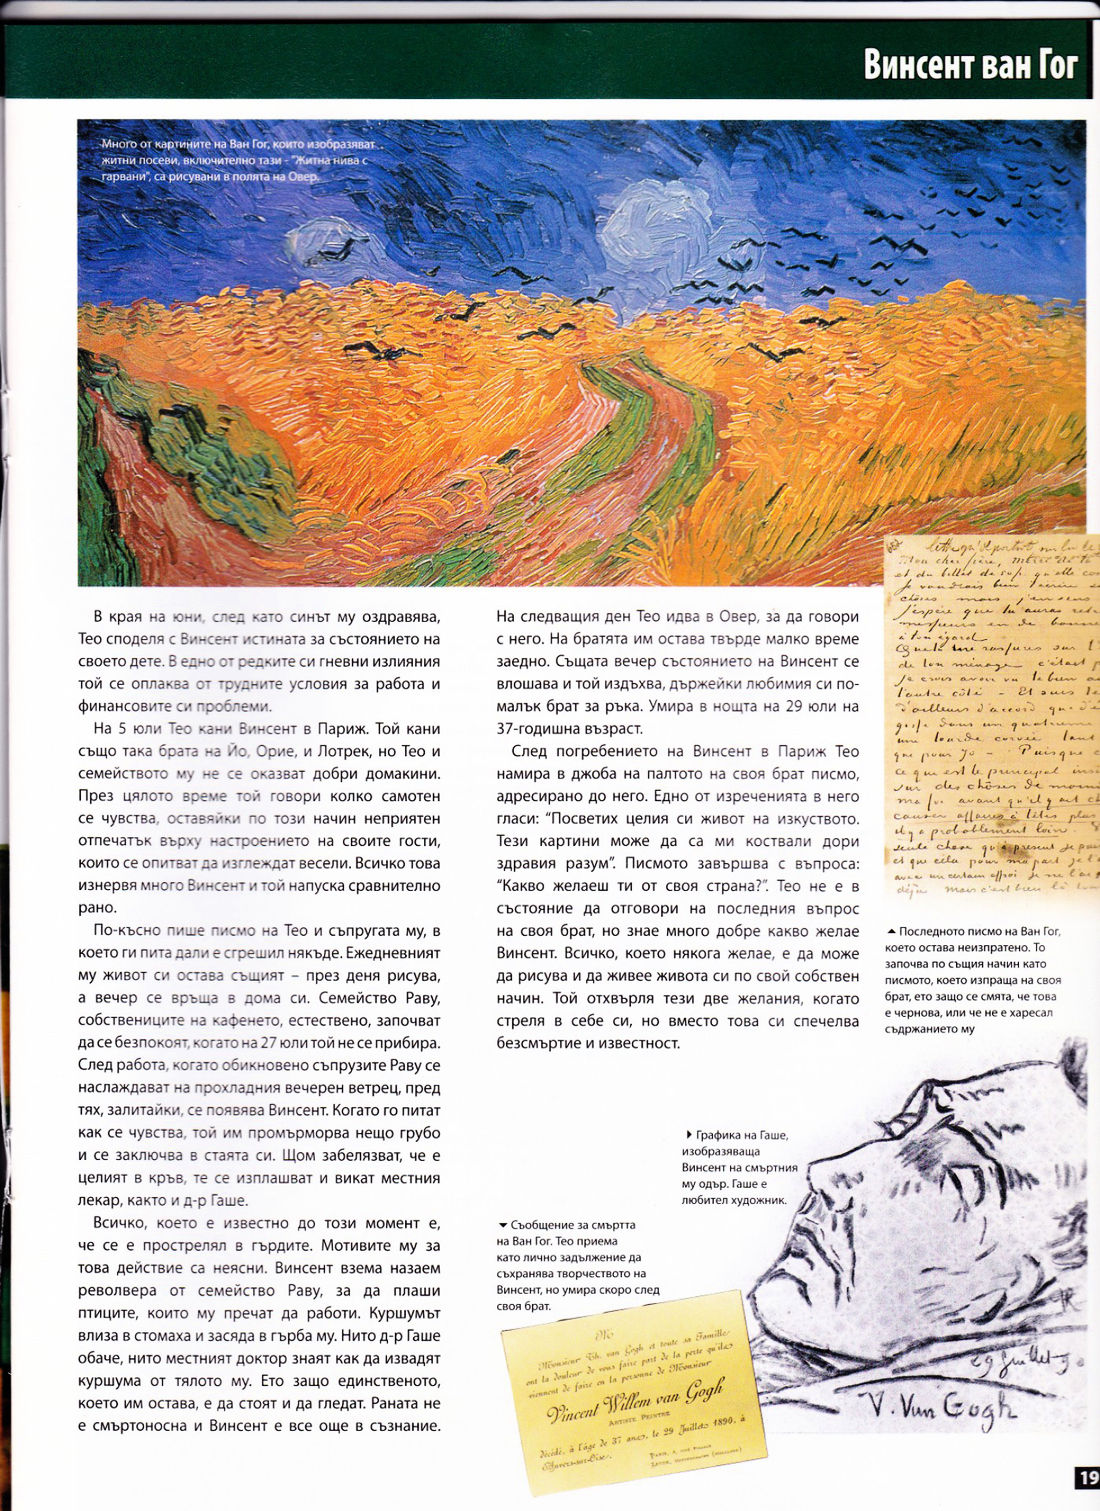 Винсент ван Гог
Много от картините на Ван Гог, които изобразяват
житни посеви, включително тази - "Житна нива с
гарвани", са рисувани в полята на Овер.
В края на юни, след като синът му оздравява,
Тео споделя с Винсент истината за състоянието на
своето дете. В едно от редките си гневни излияния
той се оплаква от трудните условия за работа и
финансовите си проблеми.
На 5 юли Тео кани Винсент в Париж. Той кани
също така брата на Йо, Орие, и Лотрек, но Тео и
семейството му не се оказват добри домакини.
През цялото време той говори колко самотен
се чувства, оставяйки по този начин неприятен
отпечатък върху настроението на своите гости,
които се опитват да изглеждат весели. Всичко това
изнервя много Винсент и той напуска сравнително
рано.
По-късно пише писмо на Тео и съпругата му, в
което ги пита дали е сгрешил някъде. Ежедневният
му живот си остава същият – през деня рисува,
а вечер се връща в дома си. Семейство Раву,
собствениците на кафенето, естествено, започват
да се безпокоят, когато на 27 юли той не се прибира.
След работа, когато обикновено съпрузите Раву се
наслаждават на прохладния вечерен ветрец, пред
тях, залитайки, се появява Винсент. Когато го питат
как се чувства, той им промърморва нещо грубо
и се заключва в стаята си. Щом забелязват, че е
целият в кръв, те се изплашват и викат местния
лекар, както и д-р Гаше.
Всичко, което е известно до този момент е,
че се е прострелял в гърдите. Мотивите му за
това действие са неясни. Винсент взема назаем
револвера от семейство Раву, за да плаши
птиците, които му пречат да работи. Куршумът
влиза в стомаха и засяда в гърба му. Нито д-р Гаше
обаче, нито местният доктор знаят как да извадят
куршума от тялото му. Ето защо единственото,
което им остава, е да стоят и да гледат. Раната не
е смъртоносна и Винсент е все още в съзнание.
На следващия ден Тео идва в Овер, за да говори
с него. На братята им остава твърде малко време
заедно. Същата вечер състоянието на Винсент се
влошава и той издъхва, държейки любимия си по-
малък брат за ръка. Умира в нощта на 29 юли на
37-годишна възраст.
След погребението на Винсент в Париж Тео
намира в джоба на палтото на своя брат писмо,
адресирано до него. Едно от изреченията в него
гласи: “Посветих целия си живот на изкуството.
Тези картини може да са ми коствали дори
здравия разум”. Писмото завършва с въпроса:
“Какво желаеш ти от своя страна?”. Тео не е в
състояние да отговори на последния въпрос
на своя брат, но знае много добре какво желае
Винсент. Всичко, което някога желае, е да може
да рисува и да живее живота си по свой собствен
начин. Той отхвърля тези две желания, когато
стреля в себе си, но вместо това си спечелва
безсмъртие и известност.
Последното писмо на Ван Гог,
което остава неизпратено. То
започва по същия начин като
писмото, което изпраща на своя
брат, ето защо се смята, че това
е чернова, или че не е харесал
съдържанието му
Графика на Гаше,
изобразяваща
Винсент на смъртния
му одър. Гаше е
любител художник.
Съобщение за смъртта
на Ван Гог. Тео приема
като лично задължение да
съхранява творчеството на
Винсент, но умира скоро след
своя брат.
M
Monsieur Th. van Gogh et toute sa Famille
ont la douleur de vous faire part de la perte qu'ils
viennent de faire en la personne de Monsieur
Vincent Willem van Gogh
ARTISTE PEINTRE
décédé, à l'âge de 37 ans, le 29 Juillet 1890, à
Auvers-sur-Oise.
29 Juillet 90
V. Van Gogh
19